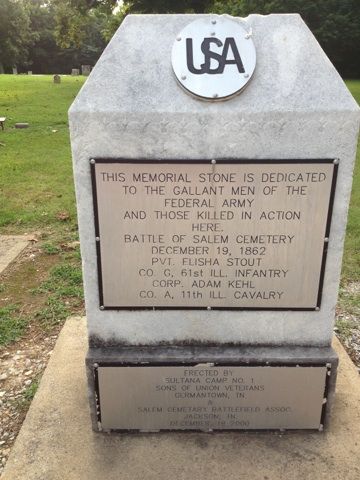 USA
THIS MEMORIAL STONE IS DEDICATED
TO THE GALLANT MEN OF THE
FEDERAL ARMY
AND THOSE KILLED IN ACTION
HERE.
BATTLE OF SALEM CEMETERY
DECEMBER 19, 1862
PVT. ELISHA STOUT
CO. G, 61st ILL. INFANTRY
CORP. ADAM KEHL
CO. A, 11th ILL. CAVALRY
ERECTED BY
SULTANA CAMP NO. 1
SONS OF UNION VETERANS
GERMANTOWN, TN
&
SALEM CEMETARY BATTLEFIELD ASSOC.
JACKSON, TN.
DECEMBER, 19 2000